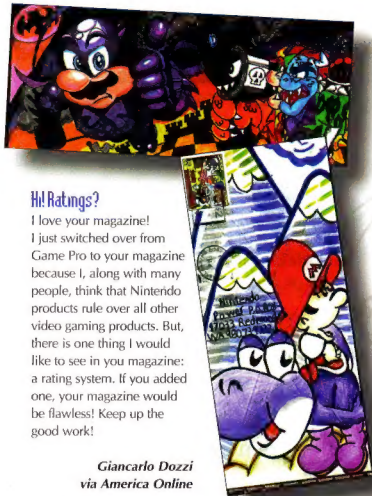 Hi! Ratings?
I love your magazine!
I just switched over from
Game Pro to your magazine
because I, along with many
people, think that Nintendo
products rule over all other
video gaming products. But,
there is one thing I would
like to see in your magazine:
a rating system. If you added
one, your magazine would
be flawless! Keep up the
good work!
Giancarlo Dozzi
via America Online
Nintendo
Power